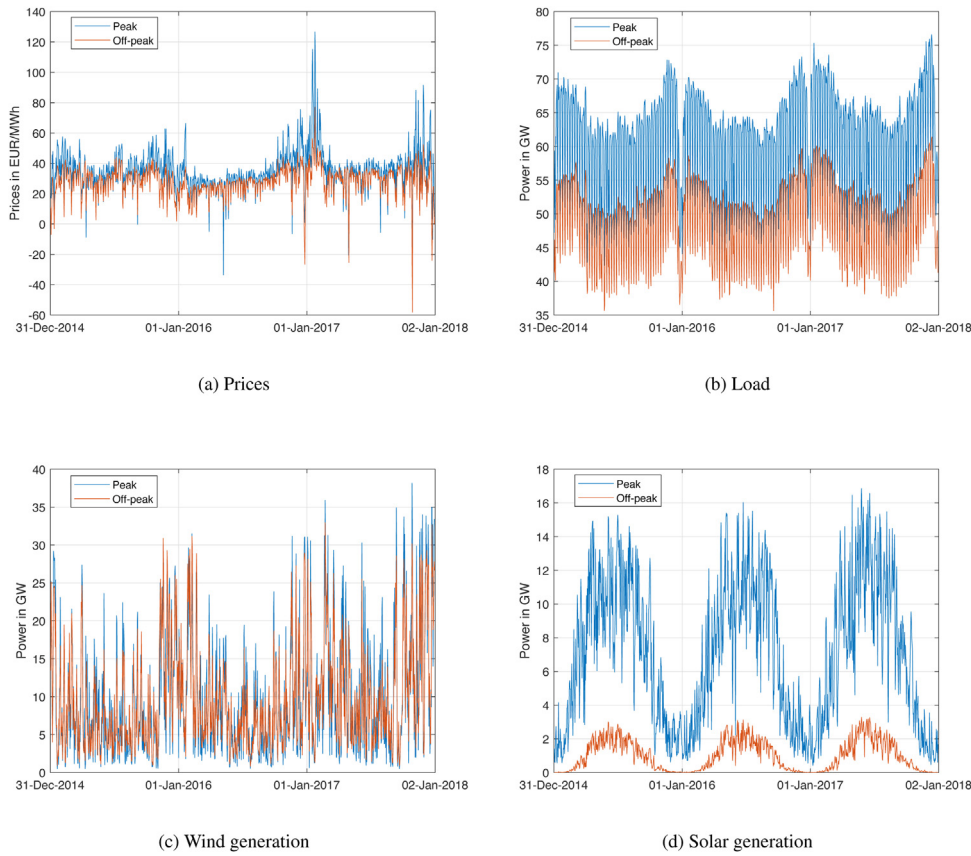 140
120
100
80
60
40
20
0
-20
-40
-60
Prices in EUR/MWh
Peak
Off-peak
31-Dec-2014 01-Jan-2016 01-Jan-2017 02-Jan-2018
(a) Prices
80
75
70
65
60
55
50
45
40
35
Power in GW
Peak
Off-peak
31-Dec-2014 01-Jan-2016 01-Jan-2017 02-Jan-2018
(b) Load
40
35
30
25
20
15
10
5
0
Power in GW
Peak
Off-peak
31-Dec-2014 01-Jan-2016 01-Jan-2017 02-Jan-2018
(c) Wind generation
18
16
14
12
10
8
6
4
2
0
Power in GW
Peak
Off-peak
31-Dec-2014 01-Jan-2016 01-Jan-2017 02-Jan-2018
(d) Solar generation